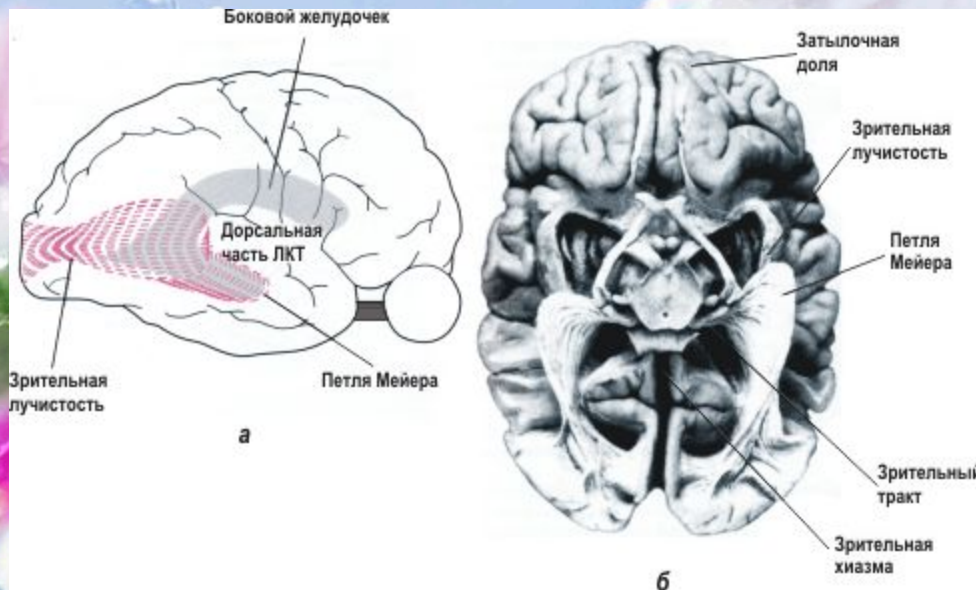 Боковой желудочек
Дорсальная
часть ЛКТ
Зрительная
лучистость
Петля Мейера
а
Затылочная
доля
Зрительная
лучистость
Петля
Мейера
Зрительный
тракт
Зрительная
хиазма
б